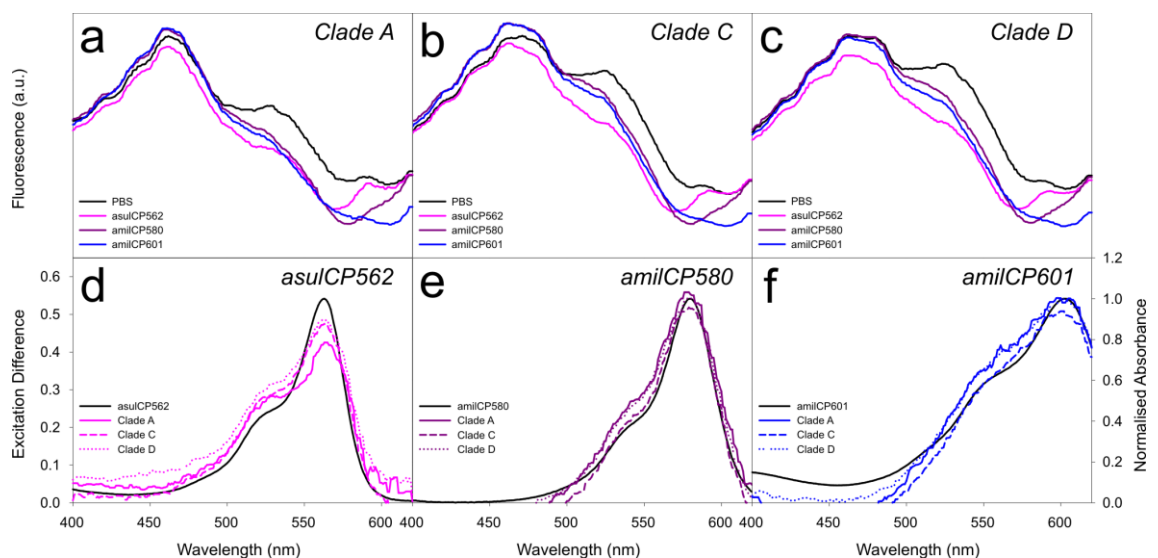 a
Clade A
b
Clade C
c
Clade D
Fluorescence (a.u.)
PBS
asulCP562
amilCP580
amilCP601
PBS
asulCP562
amilCP580
amilCP601
PBS
asulCP562
amilCP580
amilCP601
d
asulCP562
e
amilCP580
f
amilCP601
Excitation Difference
0.6
0.5
0.4
0.3
0.2
0.1
0.0
asulCP562
Clade A
Clade C
Clade D
amilCP580
Clade A
Clade C
Clade D
amilCP601
Clade A
Clade C
Clade D
1.2
1.0
0.8
0.6
0.4
0.2
0.0
Normalised Absorbance
400 450 500 550 600
400 450 500 550 600
400 450 500 550 600
Wavelength (nm)
Wavelength (nm)
Wavelength (nm)